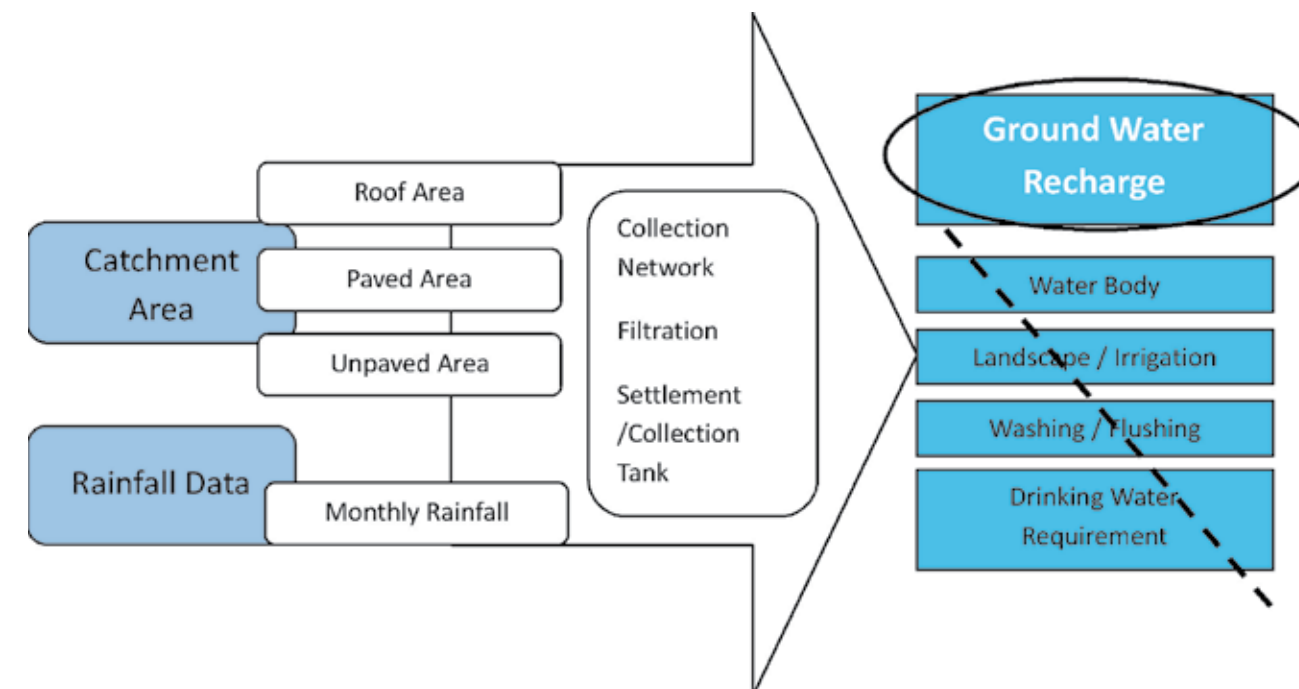 Catchment
Area
Roof Area
Paved Area
Unpaved Area
Rainfall Data
Monthly Rainfall
Collection
Network
Filtration
Settlement
/Collection
Tank
Ground Water
Recharge
Water Body
Landscape / Irrigation
Washing / Flushing
Drinking Water
Requirement